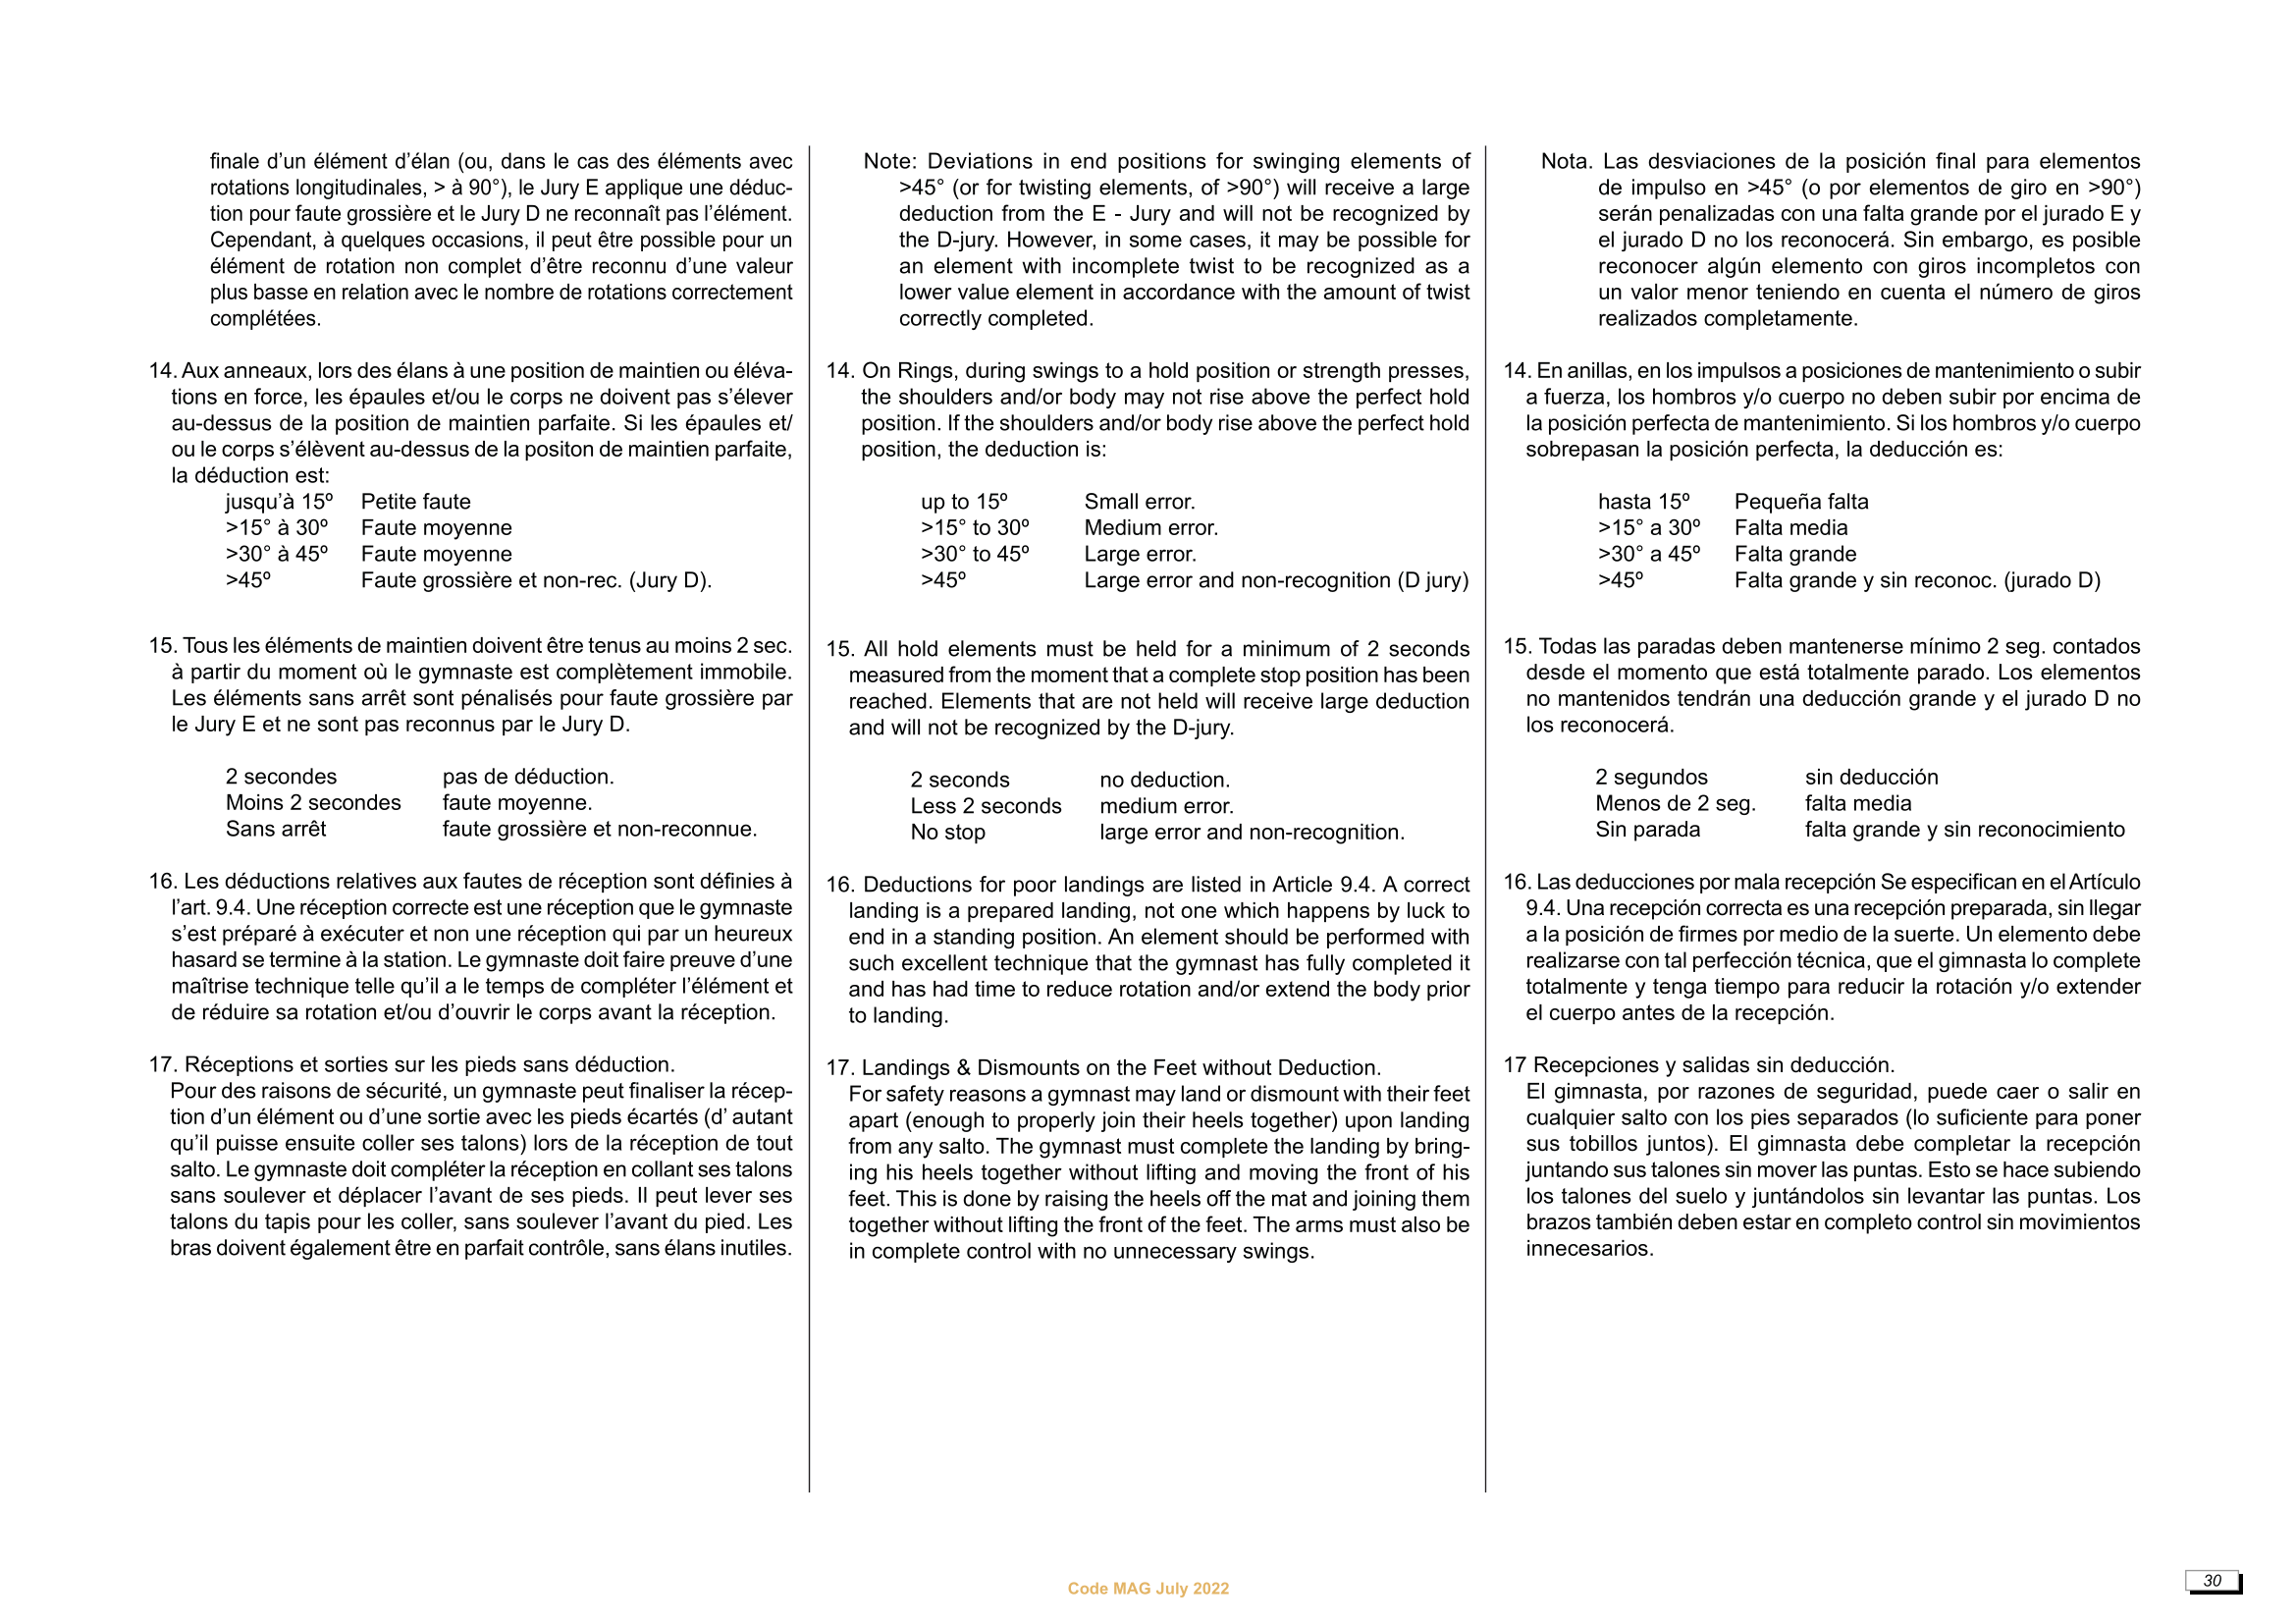 finale d’un élément d’élan (ou, dans le cas des éléments avec
rotations longitudinales, > à 90°), le Jury E applique une déduc-
tion pour faute grossière et le Jury D ne reconnaît pas l’élément.
Cependant, à quelques occasions, il peut être possible pour un
élément de rotation non complet d’être reconnu d’une valeur
plus basse en relation avec le nombre de rotations correctement
complétées.
14. Aux anneaux, lors des élans à une position de maintien ou éléva-
tions en force, les épaules et/ou le corps ne doivent pas s’élever
au-dessus de la position de maintien parfaite. Si les épaules et/
ou le corps s’élèvent au-dessus de la positon de maintien parfaite,
la déduction est:
jusqu’à 15º Petite faute
>15° à 30º Faute moyenne
>30° à 45º Faute moyenne
>45º Faute grossière et non-rec. (Jury D).
15. Tous les éléments de maintien doivent être tenus au moins 2 sec.
à partir du moment où le gymnaste est complètement immobile.
Les éléments sans arrêt sont pénalisés pour faute grossière par
le Jury E et ne sont pas reconnus par le Jury D.
2 secondes pas de déduction.
Moins 2 secondes faute moyenne.
Sans arrêt faute grossière et non-reconnue.
16. Les déductions relatives aux fautes de réception sont définies à
l’art. 9.4. Une réception correcte est une réception que le gymnaste
s’est préparé à exécuter et non une réception qui par un heureux
hasard se termine à la station. Le gymnaste doit faire preuve d’une
maîtrise technique telle qu’il a le temps de compléter l’élément et
de réduire sa rotation et/ou d’ouvrir le corps avant la réception.
17. Réceptions et sorties sur les pieds sans déduction.
Pour des raisons de sécurité, un gymnaste peut finaliser la récep-
tion d’un élément ou d’une sortie avec les pieds écartés (d’ autant
qu’il puisse ensuite coller ses talons) lors de la réception de tout
salto. Le gymnaste doit compléter la réception en collant ses talons
sans soulever et déplacer l’avant de ses pieds. Il peut lever ses
talons du tapis pour les coller, sans soulever l’avant du pied. Les
bras doivent également être en parfait contrôle, sans élans inutiles.
Note: Deviations in end positions for swinging elements of
>45° (or for twisting elements, of >90°) will receive a large
deduction from the E - Jury and will not be recognized by
the D-jury. However, in some cases, it may be possible for
an element with incomplete twist to be recognized as a
lower value element in accordance with the amount of twist
correctly completed.
14. On Rings, during swings to a hold position or strength presses,
the shoulders and/or body may not rise above the perfect hold
position. If the shoulders and/or body rise above the perfect hold
position, the deduction is:
up to 15º Small error.
>15° to 30º Medium error.
>30° to 45º Large error.
>45º Large error and non-recognition (D jury)
15. All hold elements must be held for a minimum of 2 seconds
measured from the moment that a complete stop position has been
reached. Elements that are not held will receive large deduction
and will not be recognized by the D-jury.
2 seconds no deduction.
Less 2 seconds medium error.
No stop large error and non-recognition.
16. Deductions for poor landings are listed in Article 9.4. A correct
landing is a prepared landing, not one which happens by luck to
end in a standing position. An element should be performed with
such excellent technique that the gymnast has fully completed it
and has had time to reduce rotation and/or extend the body prior
to landing.
17. Landings & Dismounts on the Feet without Deduction.
For safety reasons a gymnast may land or dismount with their feet
apart (enough to properly join their heels together) upon landing
from any salto. The gymnast must complete the landing by bring-
ing his heels together without lifting and moving the front of his
feet. This is done by raising the heels off the mat and joining them
together without lifting the front of the feet. The arms must also be
in complete control with no unnecessary swings.
Nota. Las desviaciones de la posición final para elementos
de impulso en >45° (o por elementos de giro en >90°)
serán penalizadas con una falta grande por el jurado E y
el jurado D no los reconocerá. Sin embargo, es posible
reconocer algún elemento con giros incompletos con
un valor menor teniendo en cuenta el número de giros
realizados completamente.
14. En anillas, en los impulsos a posiciones de mantenimiento o subir
a fuerza, los hombros y/o cuerpo no deben subir por encima de
la posición perfecta de mantenimiento. Si los hombros y/o cuerpo
sobrepasan la posición perfecta, la deducción es:
hasta 15º Pequeña falta
>15° a 30º Falta media
>30° a 45º Falta grande
>45º Falta grande y sin reconoc. (jurado D)
15. Todas las paradas deben mantenerse mínimo 2 seg. contados
desde el momento que está totalmente parado. Los elementos
no mantenidos tendrán una deducción grande y el jurado D no
los reconocerá.
2 segundos sin deducción
Menos de 2 seg. falta media
Sin parada falta grande y sin reconocimiento
16. Las deducciones por mala recepción Se especifican en el Artículo
9.4. Una recepción correcta es una recepción preparada, sin llegar
a la posición de firmes por medio de la suerte. Un elemento debe
realizarse con tal perfección técnica, que el gimnasta lo complete
totalmente y tenga tiempo para reducir la rotación y/o extender
el cuerpo antes de la recepción.
17 Recepciones y salidas sin deducción.
El gimnasta, por razones de seguridad, puede caer o salir en
cualquier salto con los pies separados (lo suficiente para poner
sus tobillos juntos). El gimnasta debe completar la recepción
juntando sus talones sin mover las puntas. Esto se hace subiendo
los talones del suelo y juntándolos sin levantar las puntas. Los
brazos también deben estar en completo control sin movimientos
innecesarios.
Code MAG July 2022
30